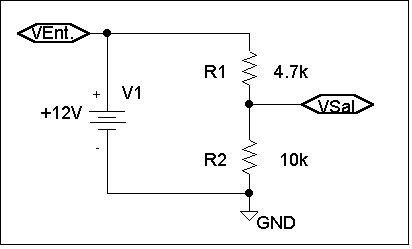 VEnt.
R1 4.7k
+ V1
+12V
VSal
-
R2 10k
GND